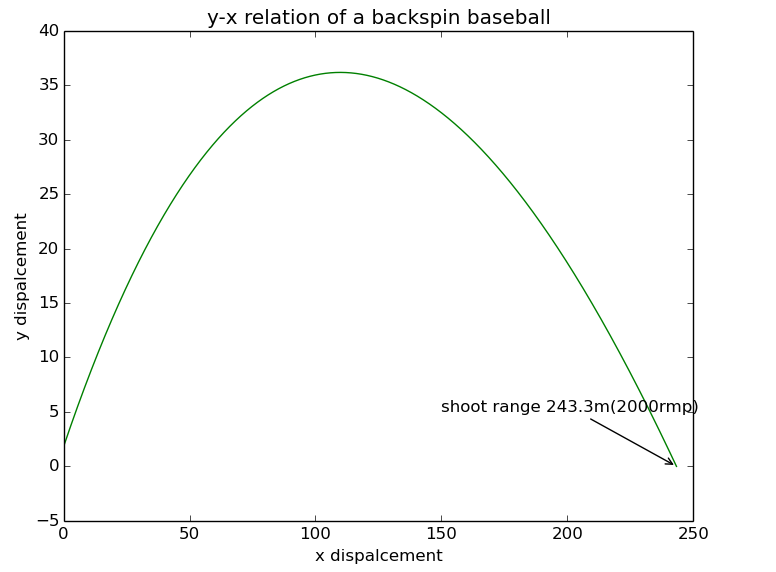 y-x relation of a backspin baseball
40
35
30
25
20
15
10
5
0
−5
y dispalcement
shoot range 243.3m(2000rmp)
0 50 100 150 200 250
x dispalcement